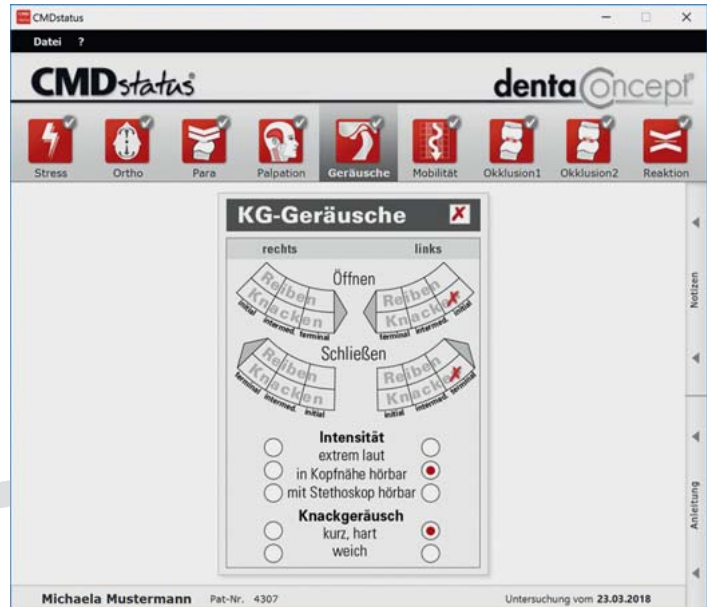 CMDstatus
Datei ?
CMDstatus dentaConcept
Stress Ortho Para Palpation Geräusche Mobilität Okklusion1 Okklusion2 Reaktion
KG-Geräusche
rechts links
Öffnen
Reiben Reiben
Knacken Knacken
initial intermed. terminal terminal intermed. initial
Schließen
Reiben Reiben
Knacken Knacken
terminal intermed. initial initial intermed. terminal
Intensität
extrem laut
in Kopfnähe hörbar
mit Stethoskop hörbar
Knackgeräusch
kurz, hart
weich
Notizen
Anleitung
Michaela Mustermann Pat-Nr. 4307 Untersuchung vom 23.03.2018